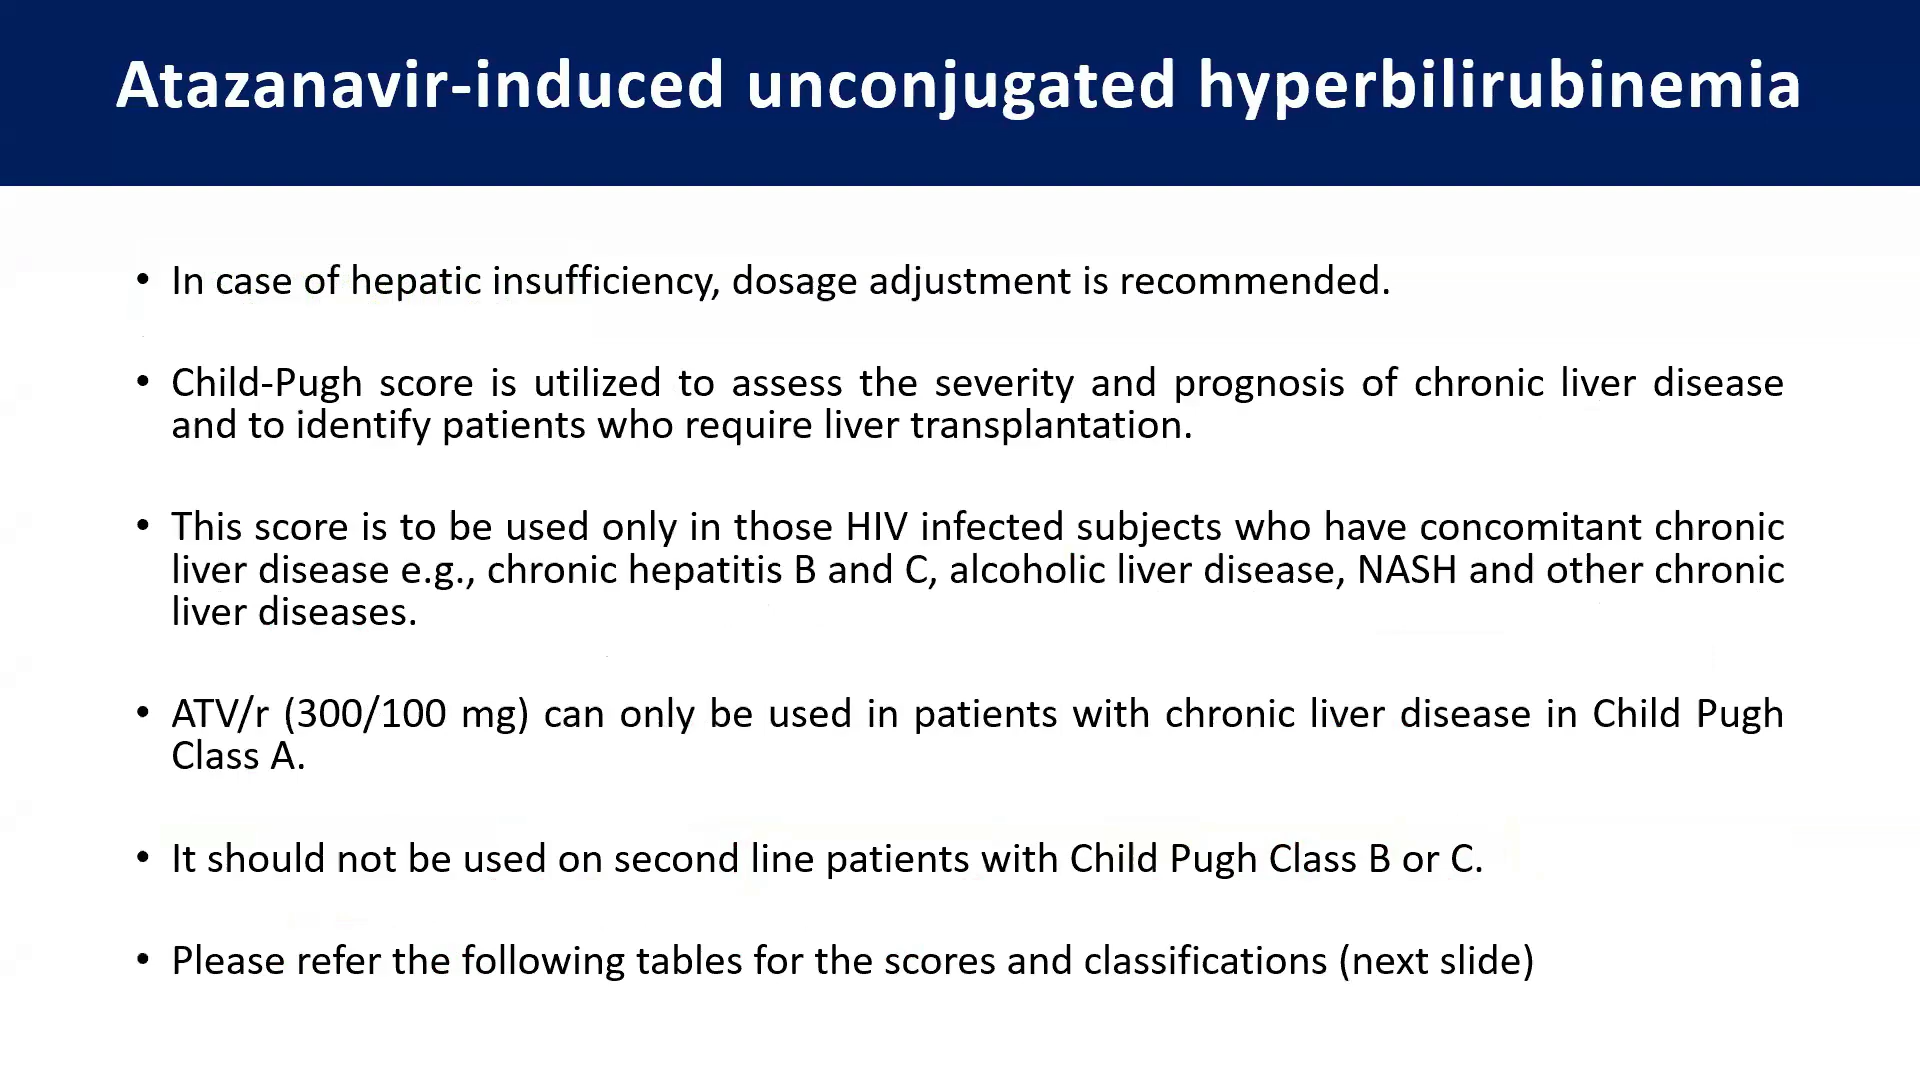 Atazanavir-induced unconjugated hyperbilirubinemia
• In case of hepatic insufficiency, dosage adjustment is recommended.
• Child-Pugh score is utilized to assess the severity and prognosis of chronic liver disease
and to identify patients who require liver transplantation.
• This score is to be used only in those HIV infected subjects who have concomitant chronic
liver disease e.g., chronic hepatitis B and C, alcoholic liver disease, NASH and other chronic
liver diseases.
• ATV/r (300/100 mg) can only be used in patients with chronic liver disease in Child Pugh
Class A.
• It should not be used on second line patients with Child Pugh Class B or C.
• Please refer the following tables for the scores and classifications (next slide)